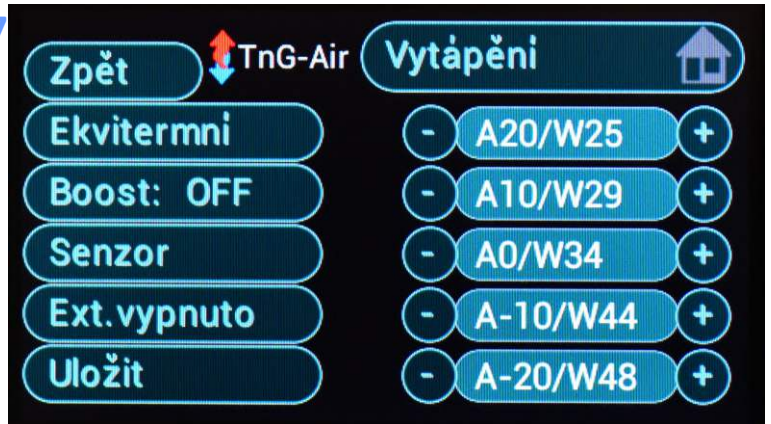 Zpět TnG-Air Vytápění
Ekvitermní - A20/W25 +
Boost: OFF - A10/W29 +
Senzor - A0/W34 +
Ext.vypnuto - A-10/W44 +
Uložit - A-20/W48 +